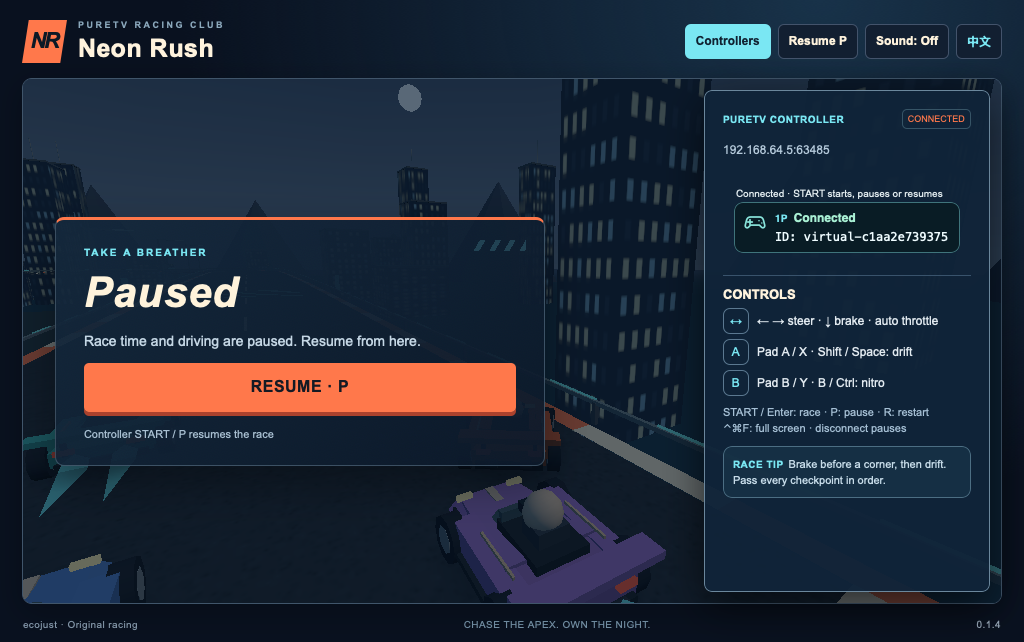 NR
PURETV RACING CLUB
Neon Rush
Controllers
Resume P
Sound: Off
中文
TAKE A BREATHER
Paused
Race time and driving are paused. Resume from here.
RESUME · P
Controller START / P resumes the race
PURETV CONTROLLER
CONNECTED
192.168.64.5:63485
Connected · START starts, pauses or resumes
1P Connected
ID: virtual-c1aa2e739375
CONTROLS
↔ ← → steer · ↓ brake · auto throttle
A Pad A / X · Shift / Space: drift
B Pad B / Y · B / Ctrl: nitro
START / Enter: race · P: pause · R: restart
^⌘F: full screen · disconnect pauses
RACE TIP Brake before a corner, then drift.
Pass every checkpoint in order.
ecojust · Original racing
CHASE THE APEX. OWN THE NIGHT.
0.1.4